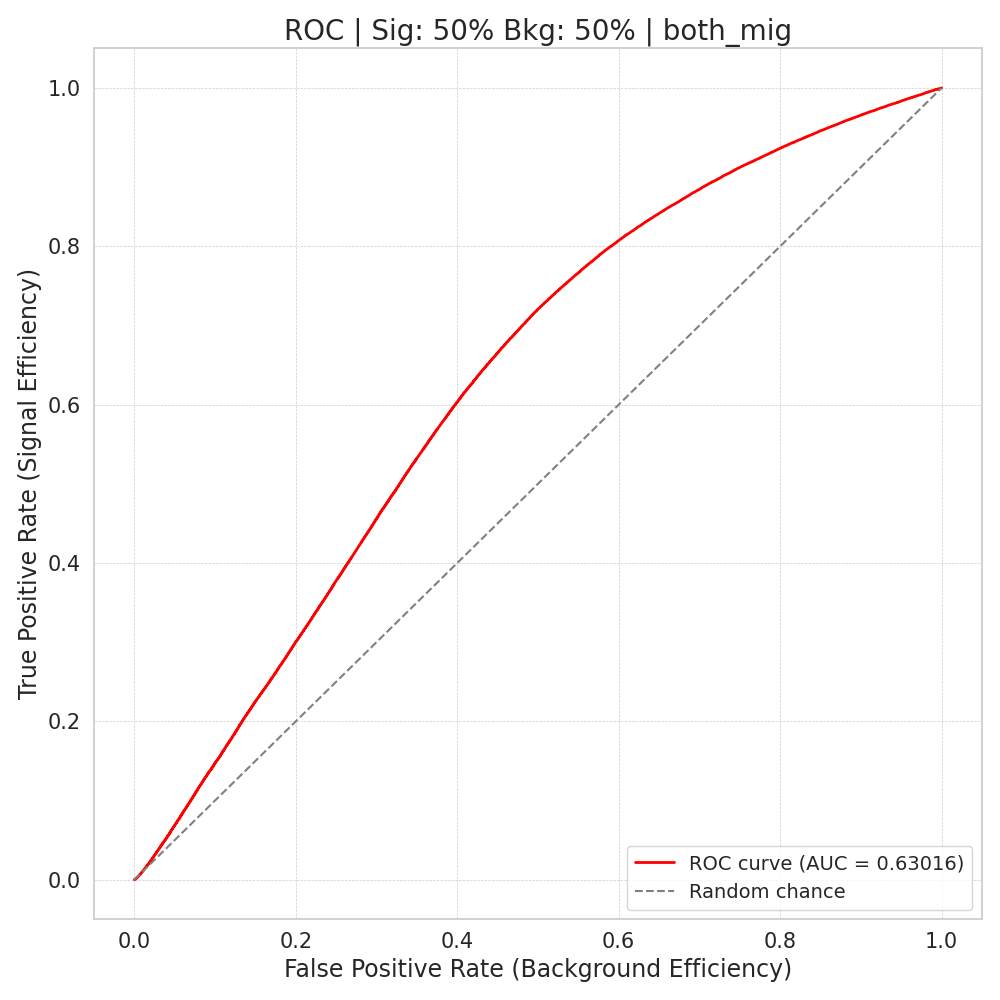 ROC | Sig: 50% Bkg: 50% | both_mig
True Positive Rate (Signal Efficiency)
1.0
0.8
0.6
0.4
0.2
0.0
ROC curve (AUC = 0.63016)
Random chance
0.0 0.2 0.4 0.6 0.8 1.0
False Positive Rate (Background Efficiency)